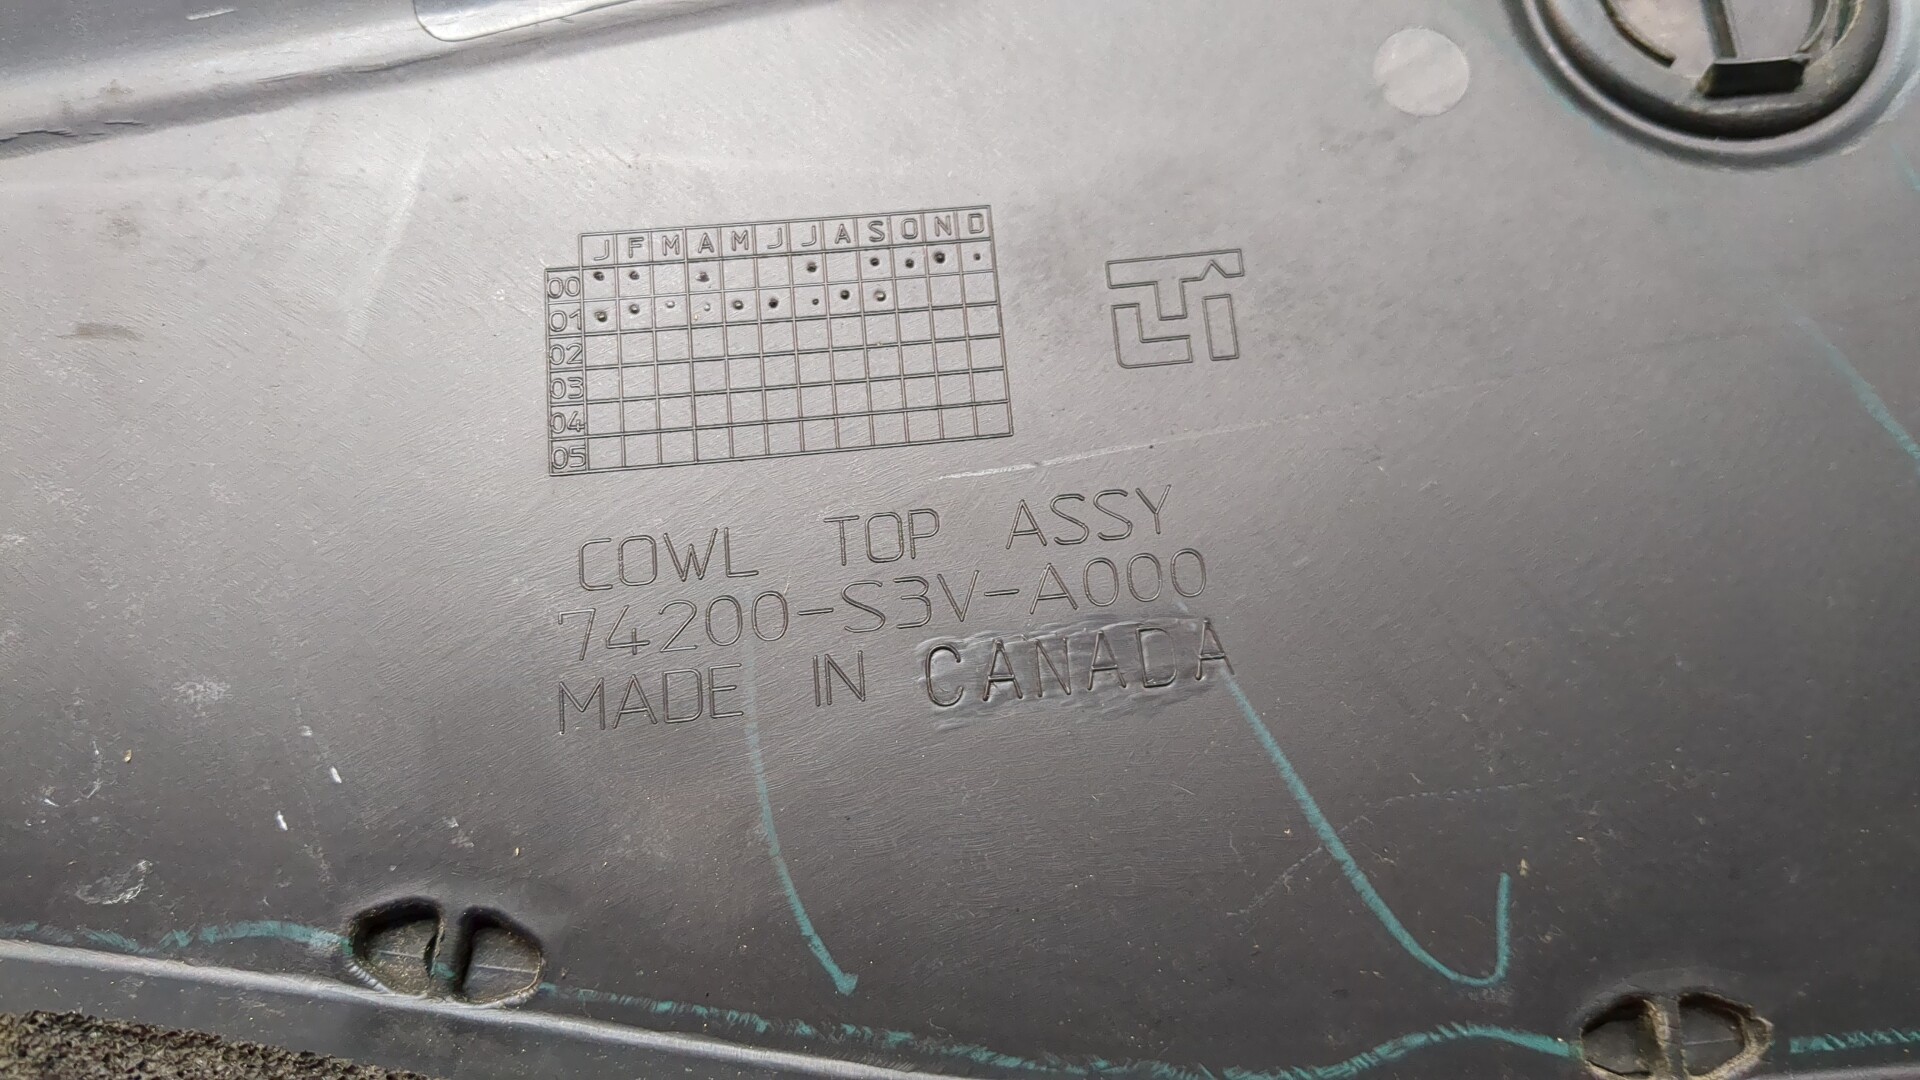 J F M A M J J A S O N D
00
01
02
03
04
05
COWL TOP ASSY
74200-S3V-A000
MADE IN CANADA